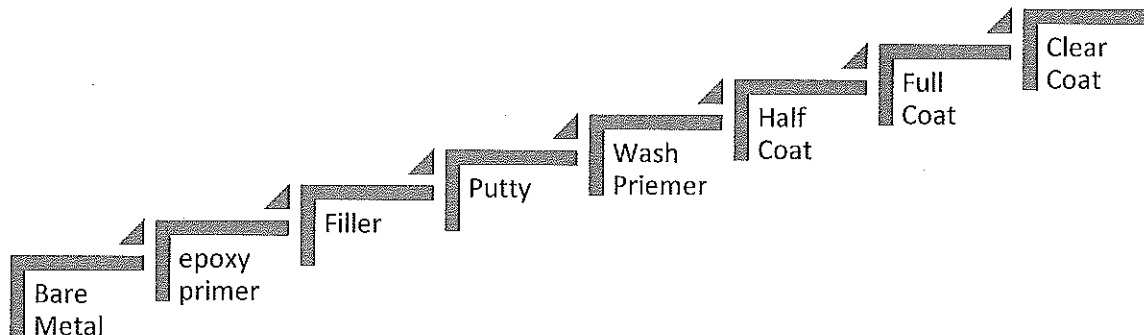 Bare
Metal
epoxy
primer
Filler
Putty
Wash
Priemer
Half
Coat
Full
Coat
Clear
Coat